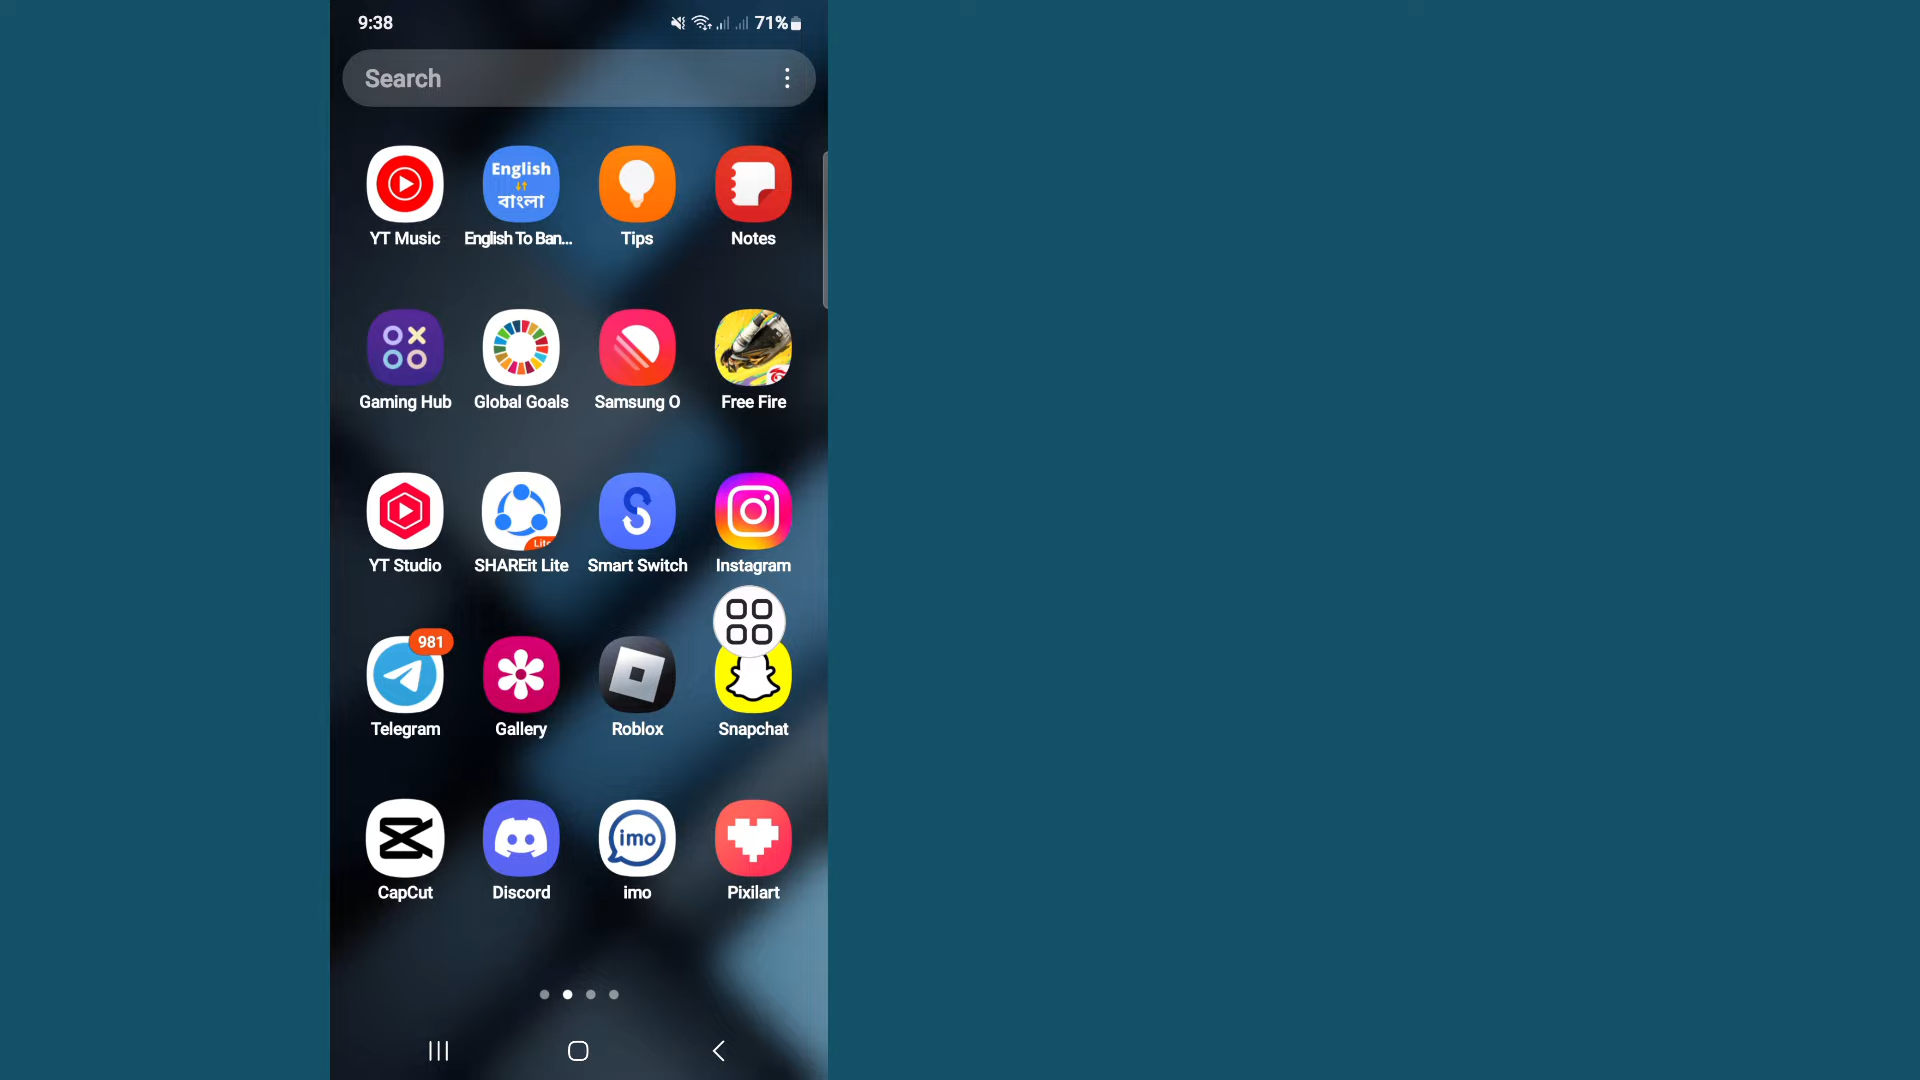 9:38
71%
Search
English
বাংলা
YT Music
English To Ban...
Tips
Notes
Gaming Hub
Global Goals
Samsung O
Free Fire
Lite
YT Studio
SHAREit Lite
Smart Switch
Instagram
981
Telegram
Gallery
Roblox
Snapchat
imo
CapCut
Discord
imo
Pixilart